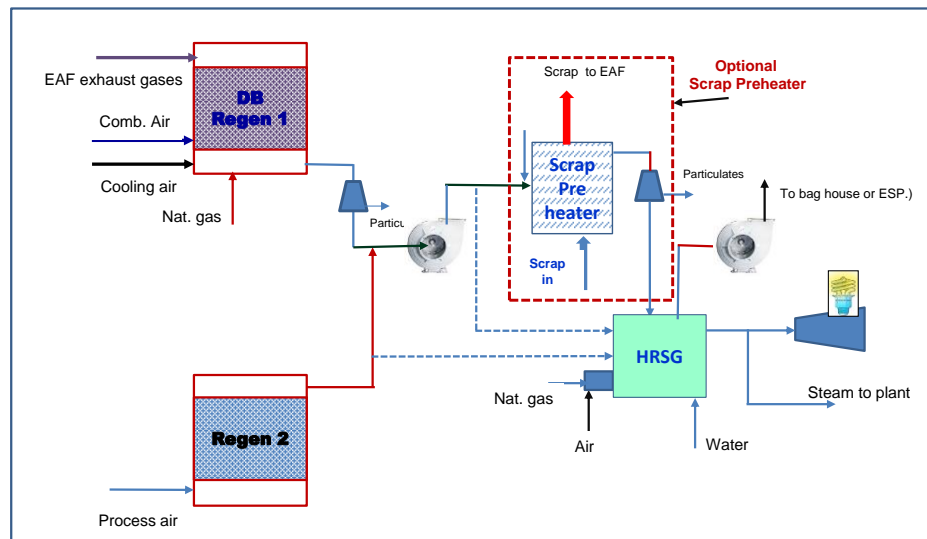 EAF exhaust gases
DB
Regen 1
Comb. Air
Cooling air
Nat. gas
Particu
Scrap to EAF
Optional
Scrap Preheater
Scrap
Pre
heater
Particulates
To bag house or ESP.)
Scrap
in
HRSG
Nat. gas
Air
Water
Steam to plant
Regen 2
Process air